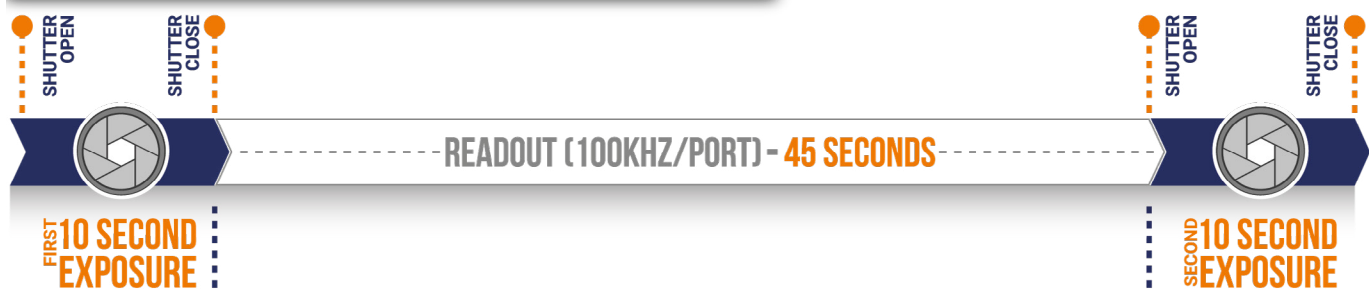 SHUTTER
OPEN
SHUTTER
CLOSE
SHUTTER
OPEN
SHUTTER
CLOSE
READOUT (100KHZ/PORT) - 45 SECONDS
FIRST
10 SECOND
EXPOSURE
SECOND
10 SECOND
EXPOSURE